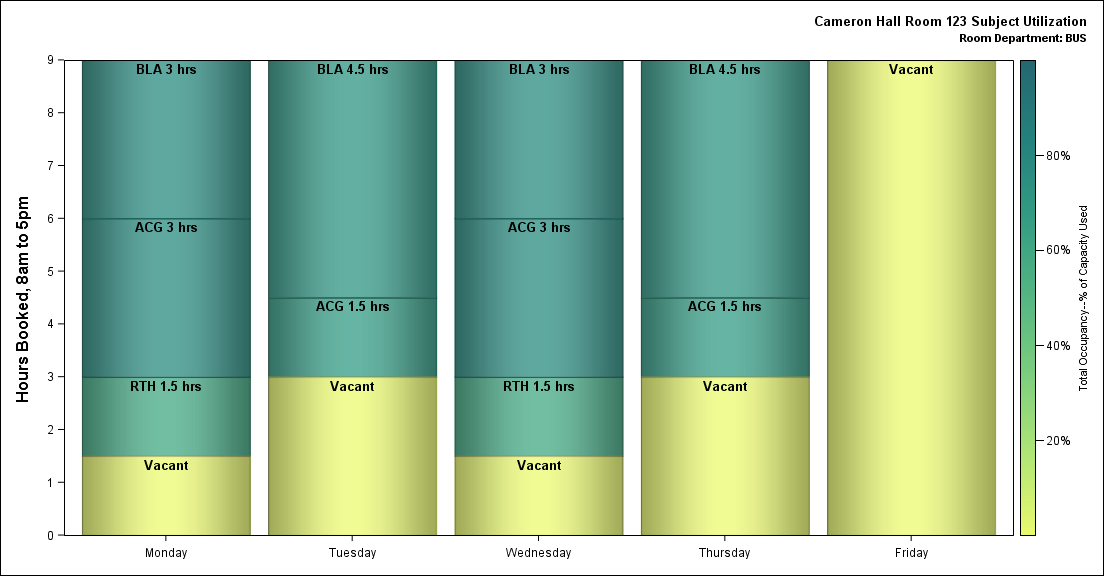 Cameron Hall Room 123 Subject Utilization
Room Department: BUS
Hours Booked, 8am to 5pm
9
8
7
6
5
4
3
2
1
0
BLA 3 hrs
ACG 3 hrs
RTH 1.5 hrs
Vacant
BLA 4.5 hrs
ACG 1.5 hrs
Vacant
BLA 3 hrs
ACG 3 hrs
RTH 1.5 hrs
Vacant
BLA 4.5 hrs
ACG 1.5 hrs
Vacant
Vacant
Monday
Tuesday
Wednesday
Thursday
Friday
80%
60%
40%
20%
Total Occupancy--% of Capacity Used